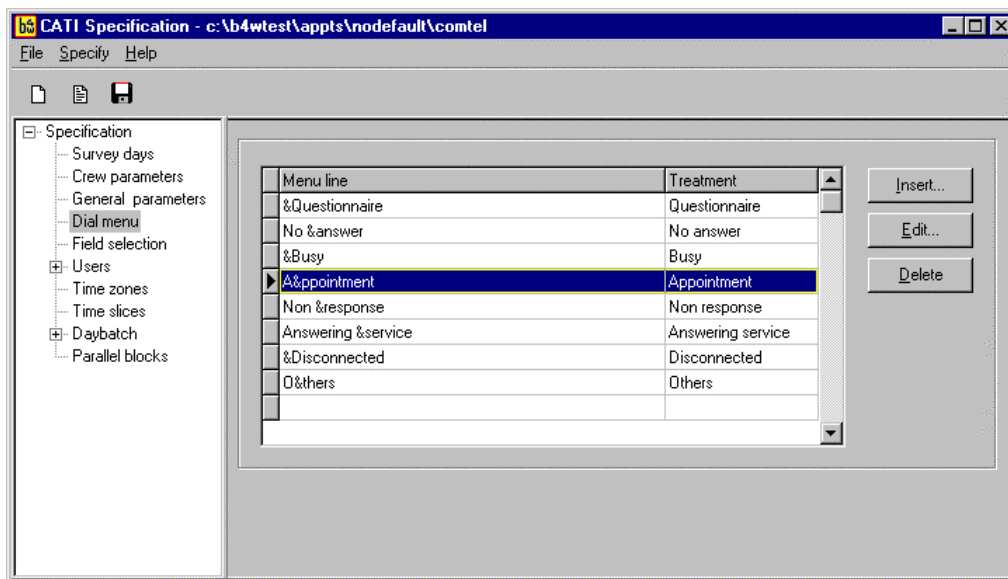 b4 CATI Specification - c:\b4wtest\appts\nodefault\comtel
File Specify Help
Specification
Survey days
Crew parameters
General parameters
Dial menu
Field selection
Users
Time zones
Time slices
Daybatch
Parallel blocks
Menu line Treatment
&Questionnaire Questionnaire
No &answer No answer
&Busy Busy
A&ppointment Appointment
Non &response Non response
Answering &service Answering service
&Disconnected Disconnected
O&thers Others
Insert...
Edit...
Delete